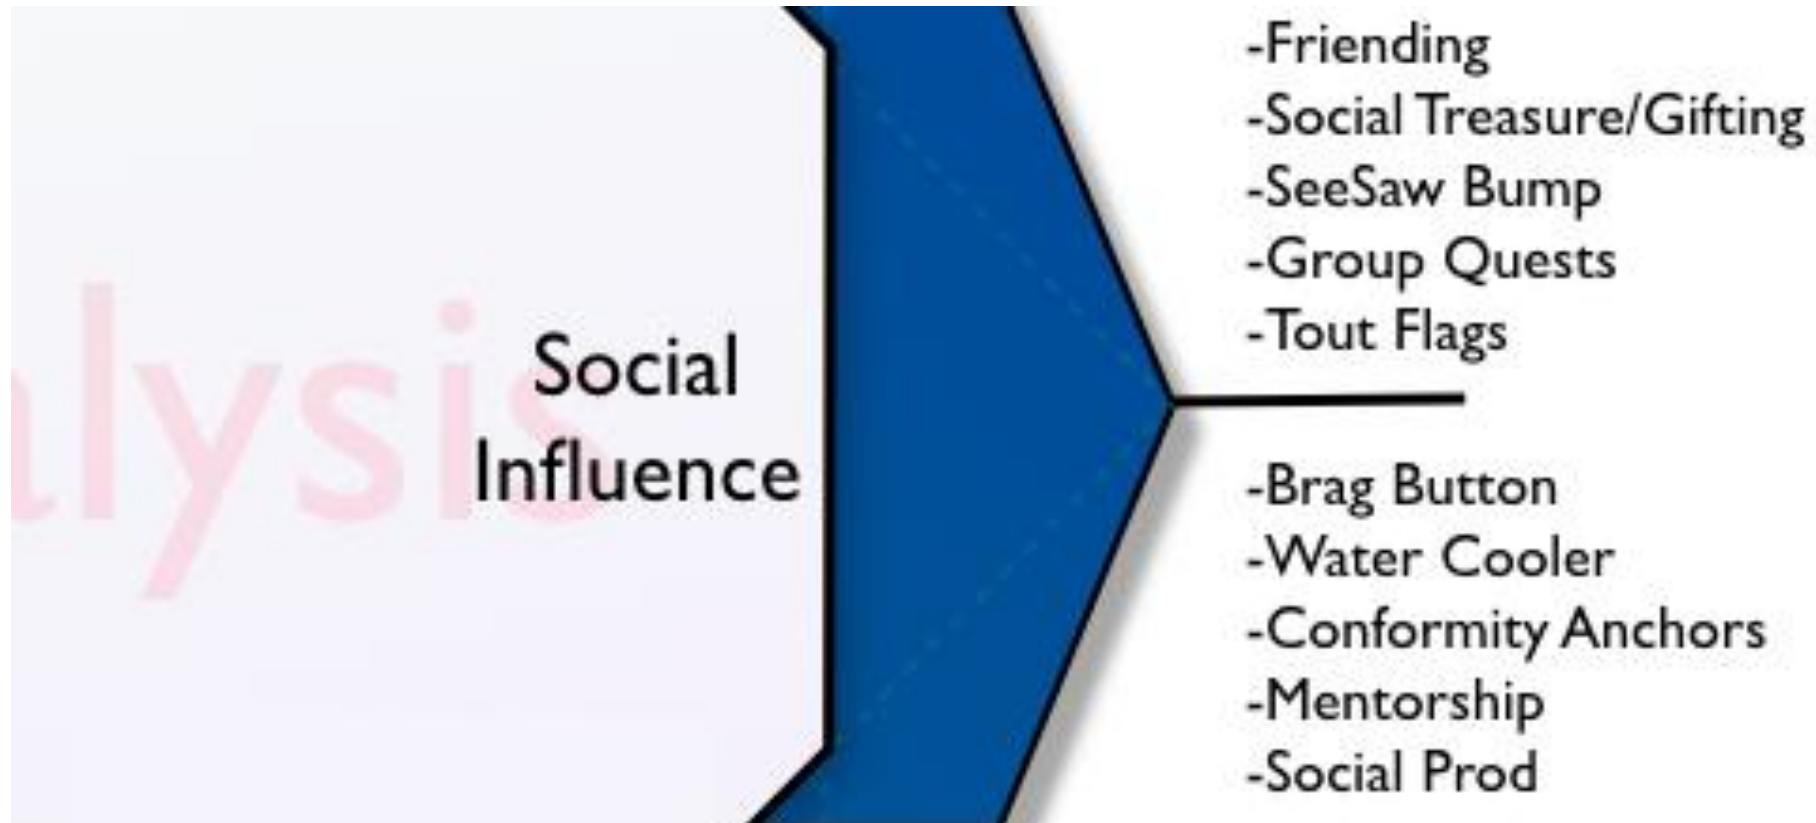 alysis
Social
Influence
-Friending
-Social Treasure/Gifting
-SeeSaw Bump
-Group Quests
-Tout Flags
-Brag Button
-Water Cooler
-Conformity Anchors
-Mentorship
-Social Prod